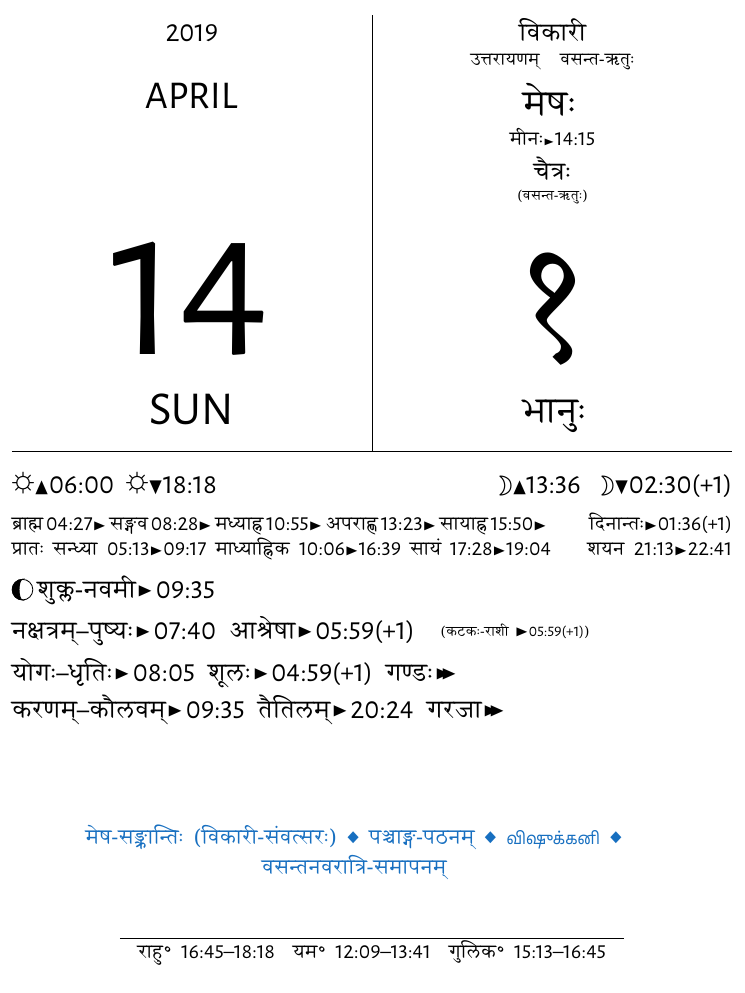 2019
APRIL
14
SUN
विकारी
उत्तरायणम् वसन्त-ऋतुः
मेषः
मीनः►14:15
चैत्रः
(वसन्त-ऋतुः)
१
भानुः
☼▲06:00 ☼▼18:18 ☽▲13:36 ☽▼02:30(+1)
ब्राह्म 04:27► सङ्गव 08:28► मध्याह्न 10:55► अपराह्ण 13:23► सायाह्न 15:50► दिनान्तः►01:36(+1)
प्रातः सन्ध्या 05:13►09:17 माध्याह्निक 10:06►16:39 सायं 17:28►19:04 शयन 21:13►22:41
शुक्ल-नवमी► 09:35
नक्षत्रम्–पुष्यः► 07:40 आश्रेषा► 05:59(+1) (कटकः-राशी ►05:59(+1))
योगः–धृतिः► 08:05 शूलः► 04:59(+1) गण्डः►►
करणम्–कौलवम्► 09:35 तैतिलम्► 20:24 गरजा►►
मेष-सङ्क्रान्तिः (विकारी-संवत्सरः) ◆ पञ्चाङ्ग-पठनम् ◆ விஷுக்கனி ◆
वसन्तनवरात्रि-समापनम्
राहु॰ 16:45–18:18 यम॰ 12:09–13:41 गुलिक॰ 15:13–16:45